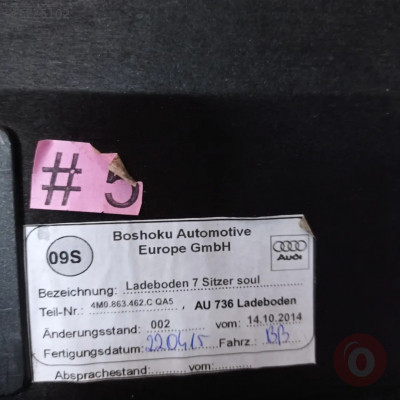 # 5
Boshoku Automotive
Europe GmbH
09S
Audi
Bezeichnung: Ladeboden 7 Sitzer soul
Teil-Nr.: 4M0.863.462.C QA5 , AU 736 Ladeboden
Änderungsstand: 002 vom: 14.10.2014
Fertigungsdatum: 22.04.15 Fahrz.: BB
Absprachestand: vom: